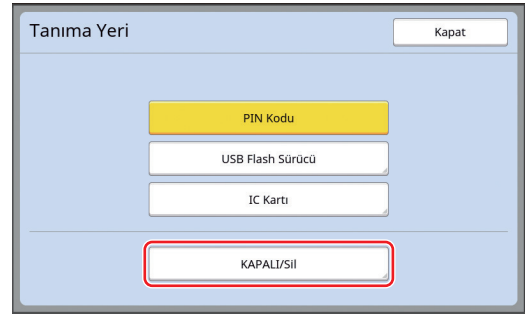 Tanıma Yeri
Kapat
PIN Kodu
USB Flash Sürücü
IC Kartı
KAPALI/Sil